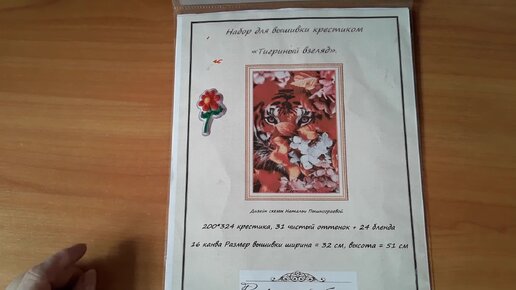 Набор для вышивки крестиком
«Тигриный взгляд».
Дизайн схемы Натальи Пышнограевой
200*324 крестика, 31 чистый оттенок + 24 бленда
16 канва Размер вышивки ширина = 32 см, высота = 51 см